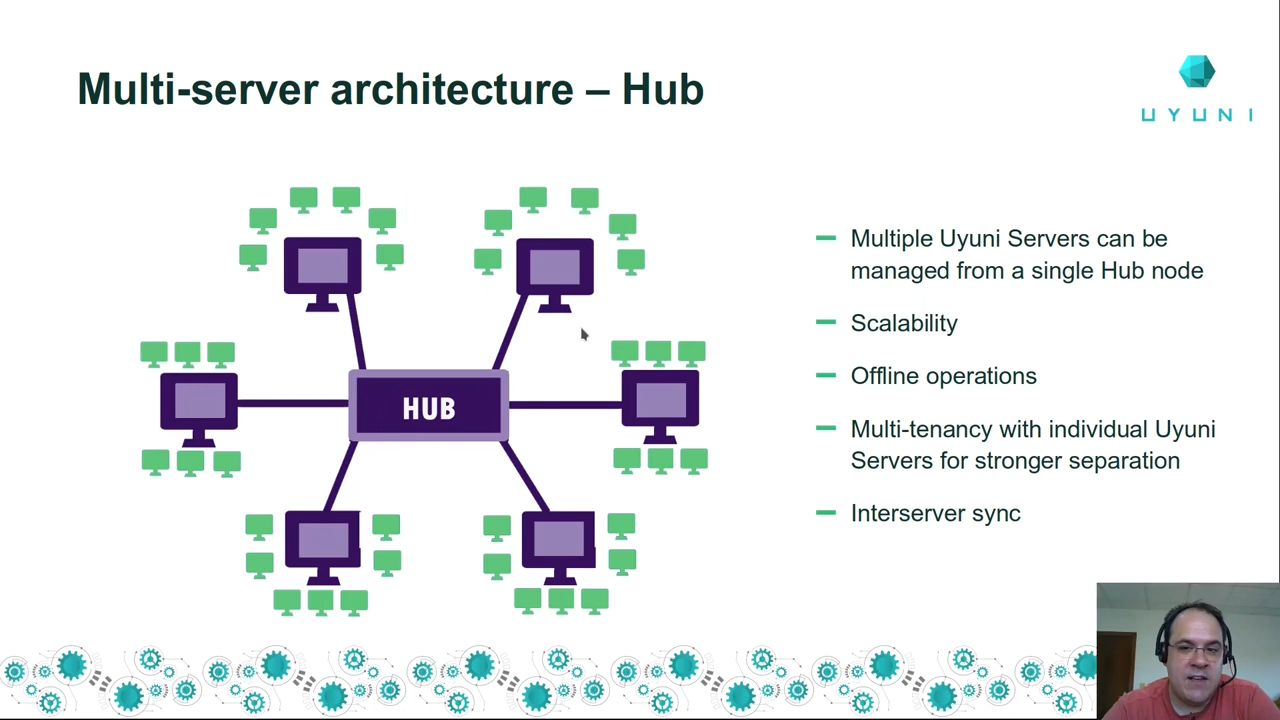 Multi-server architecture – Hub
UYUNI
HUB
Multiple Uyuni Servers can be
managed from a single Hub node
Scalability
Offline operations
Multi-tenancy with individual Uyuni
Servers for stronger separation
Interserver sync